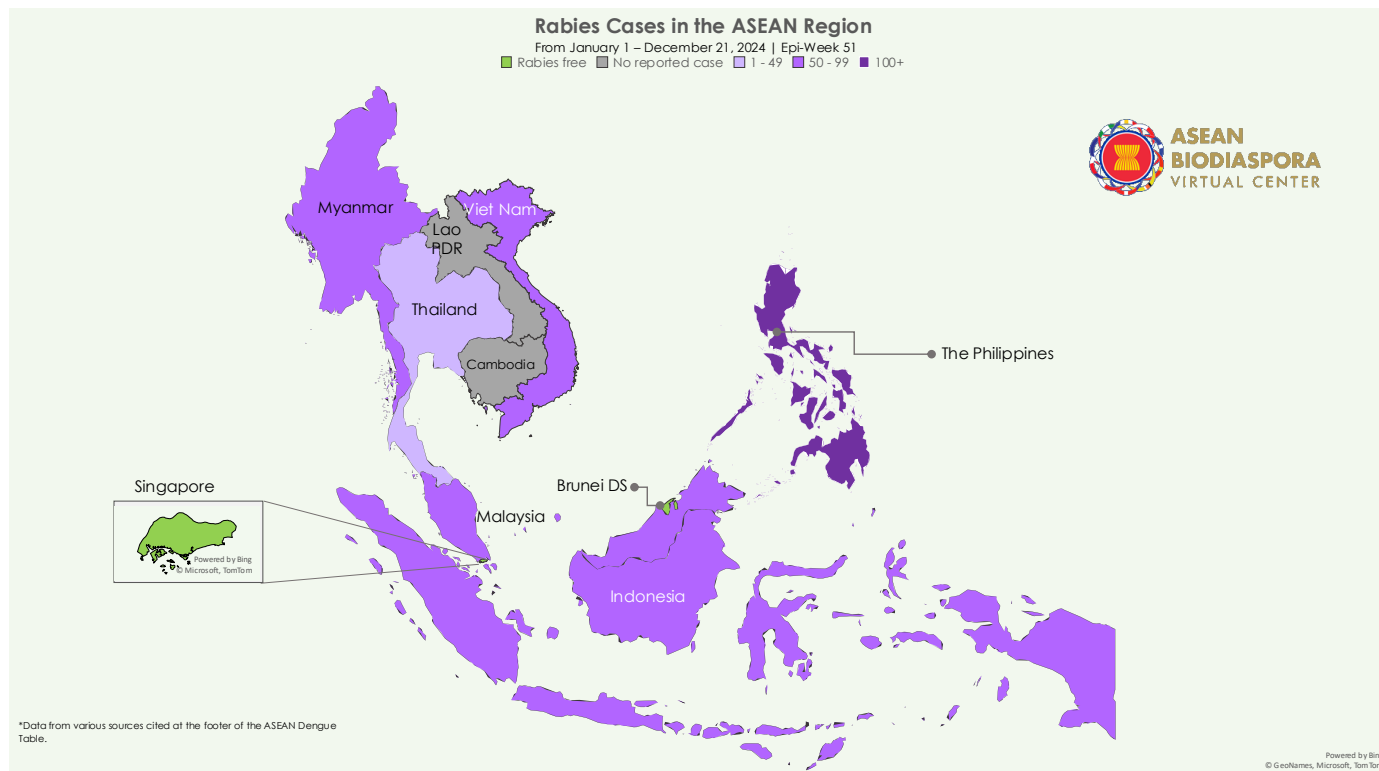 Rabies Cases in the ASEAN Region
From January 1 – December 21, 2024 | Epi-Week 51
Rabies free No reported case 1 - 49 50 - 99 100+
ASEAN
BIODIASPORA
VIRTUAL CENTER
Myanmar
Viet Nam
Lao
PDR
Thailand
Cambodia
The Philippines
Singapore
Powered by Bing
© Microsoft, TomTom
Brunei DS
Malaysia
Indonesia
*Data from various sources cited at the footer of the ASEAN Dengue
Table.
Powered by Bin
© GeoNames, Microsoft, TomTo